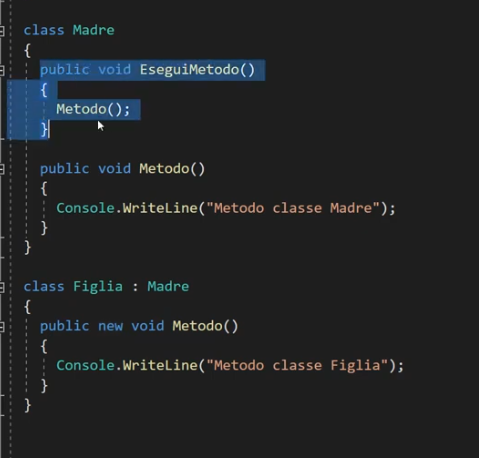 class Madre
{
public void EseguiMetodo()
{
Metodo();
}
public void Metodo()
{
Console.WriteLine("Metodo classe Madre");
}
}
class Figlia : Madre
{
public new void Metodo()
{
Console.WriteLine("Metodo classe Figlia");
}
}